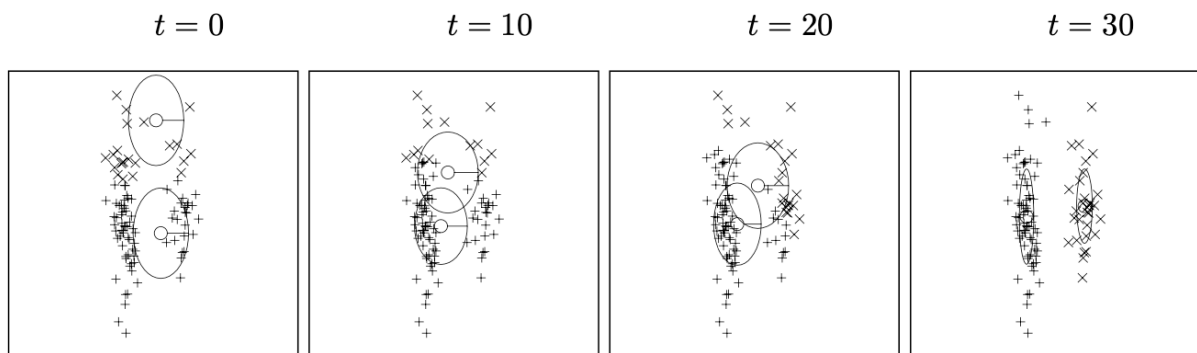 t = 0 t = 10 t = 20 t = 30